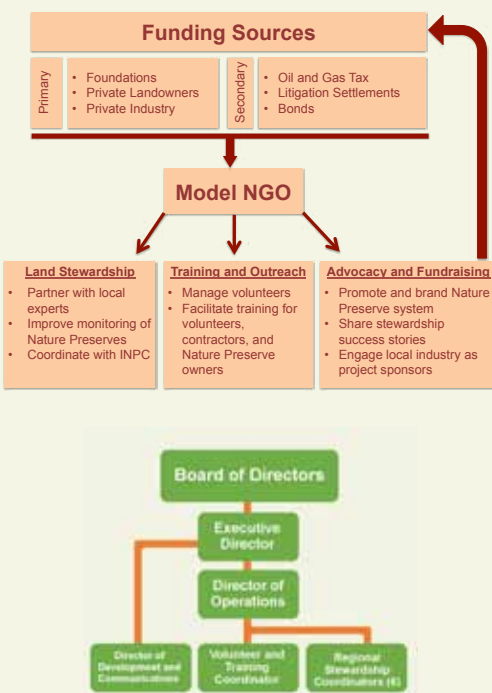 Funding Sources
Primary
• Foundations
• Private Landowners
• Private Industry
Secondary
• Oil and Gas Tax
• Litigation Settlements
• Bonds
Model NGO
Land Stewardship
• Partner with local
experts
• Improve monitoring of
Nature Preserves
• Coordinate with INPC
Training and Outreach
• Manage volunteers
• Facilitate training for
volunteers,
contractors, and
Nature Preserve
owners
Advocacy and Fundraising
• Promote and brand Nature
Preserve system
• Share stewardship
success stories
• Engage local industry as
project sponsors
Board of Directors
Executive
Director
Director of
Operations
Director of
Development and
Communications
Volunteer and
Training
Coordinator
Regional
Stewardship
Coordinators (6)